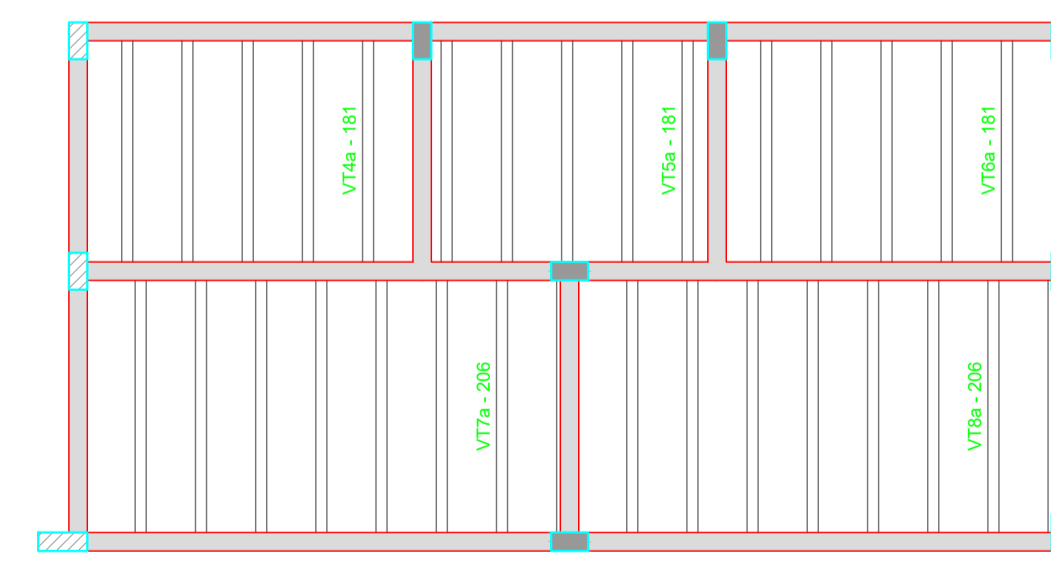 VT4a - 181
VT5a - 181
VT6a - 181
VT7a - 206
VT8a - 206